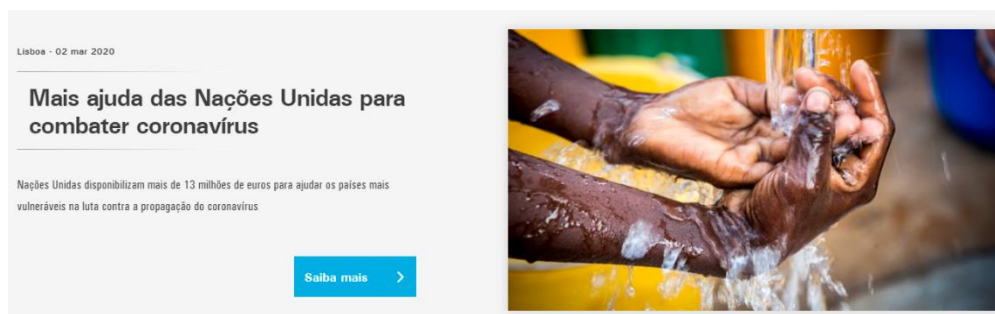 Lisboa - 02 mar 2020
Mais ajuda das Nações Unidas para
combater coronavírus
Nações Unidas disponibilizam mais de 13 milhões de euros para ajudar os países mais
vulneráveis na luta contra a propagação do coronavírus
Saiba mais